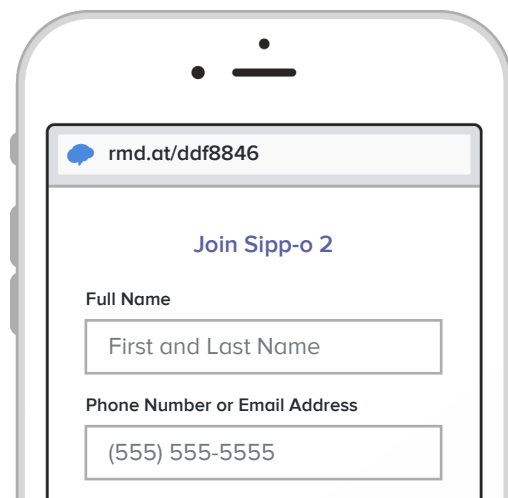 rmd.at/ddf8846
Join Sipp-o 2
Full Name
First and Last Name
Phone Number or Email Address
(555) 555-5555